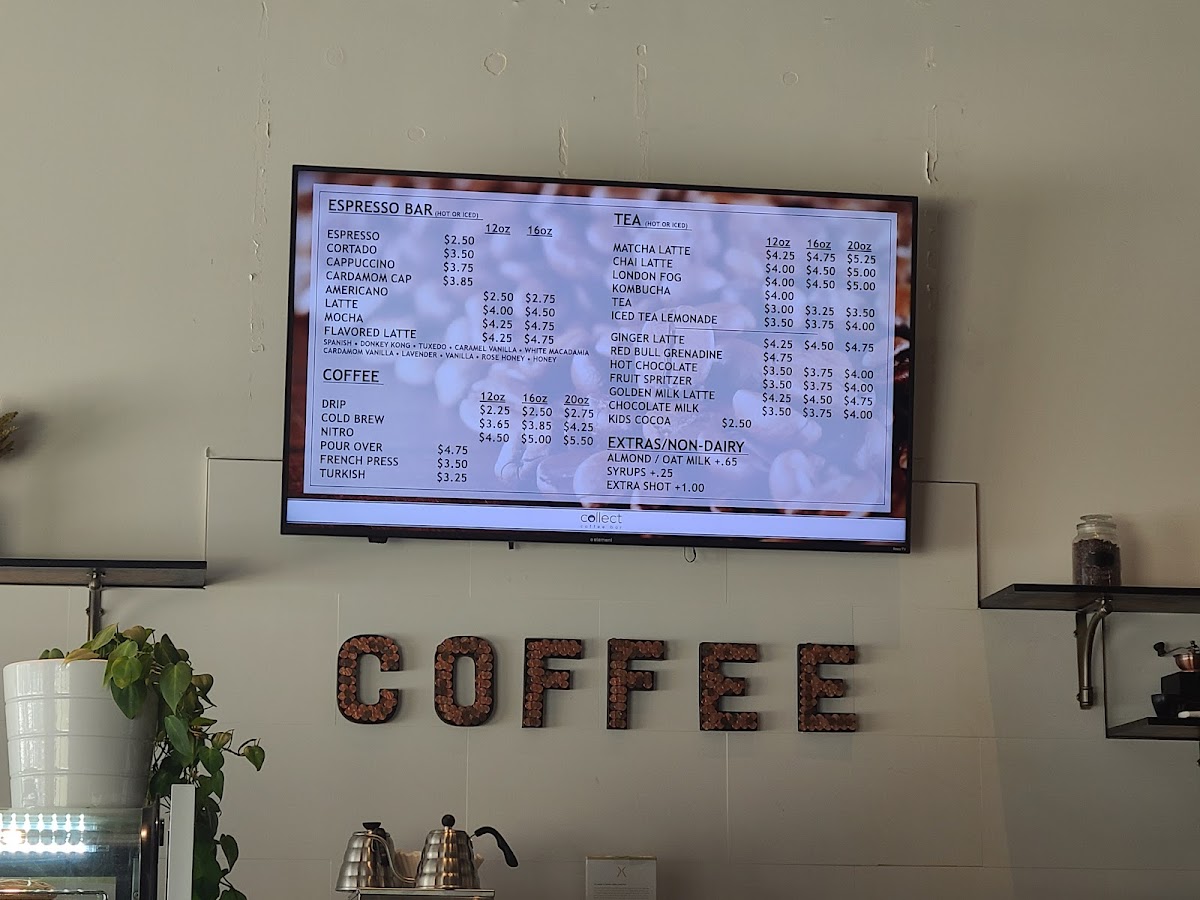 ESPRESSO BAR (HOT OR ICED)
12oz 16oz
ESPRESSO $2.50
CORTADO $3.50
CAPPUCCINO $3.75
CARDAMOM CAP $3.85
AMERICANO $2.50 $2.75
LATTE $4.00 $4.50
MOCHA $4.25 $4.75
FLAVORED LATTE $4.25 $4.75
SPANISH • DONKEY KONG • TUXEDO • CARAMEL VANILLA • WHITE MACADAMIA
CARDAMOM VANILLA • LAVENDER • VANILLA • ROSE HONEY • HONEY
COFFEE
12oz 16oz 20oz
DRIP $2.25 $2.50 $2.75
COLD BREW $3.65 $3.85 $4.25
NITRO $4.50 $5.00 $5.50
POUR OVER $4.75
FRENCH PRESS $3.50
TURKISH $3.25
TEA (HOT OR ICED)
12oz 16oz 20oz
MATCHA LATTE $4.25 $4.75 $5.25
CHAI LATTE $4.00 $4.50 $5.00
LONDON FOG $4.00 $4.50 $5.00
KOMBUCHA $4.00
TEA $3.00 $3.25 $3.50
ICED TEA LEMONADE $3.50 $3.75 $4.00
GINGER LATTE $4.25 $4.50 $4.75
RED BULL GRENADINE $4.75
HOT CHOCOLATE $3.50 $3.75 $4.00
FRUIT SPRITZER $3.50 $3.75 $4.00
GOLDEN MILK LATTE $4.25 $4.50 $4.75
CHOCOLATE MILK $3.50 $3.75 $4.00
KIDS COCOA $2.50
EXTRAS/NON-DAIRY
ALMOND / OAT MILK +.65
SYRUPS +.25
EXTRA SHOT +1.00
collect
coffee bar
element
Roku TV
COFFEE